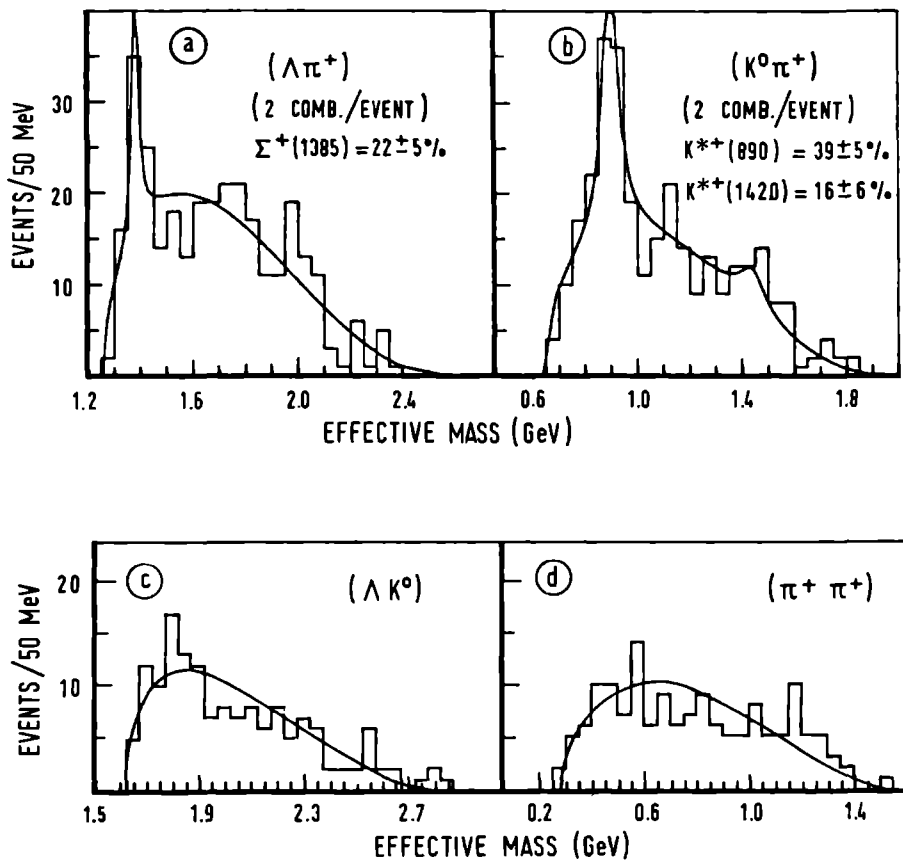 a
(Λπ⁺)
(2 COMB./EVENT)
Σ⁺(1385) = 22±5%
b
(K⁰π⁺)
(2 COMB./EVENT)
K*⁺(890) = 39±5%
K*⁺(1420) = 16±6%
EVENTS/50 MeV
30
20
10
1.2 1.6 2.0 2.4
0.6 1.0 1.4 1.8
EFFECTIVE MASS (GeV)
c
(ΛK⁰)
d
(π⁺ π⁺)
EVENTS/50 MeV
20
10
1.5 1.9 2.3 2.7
0.2 0.6 1.0 1.4
EFFECTIVE MASS (GeV)